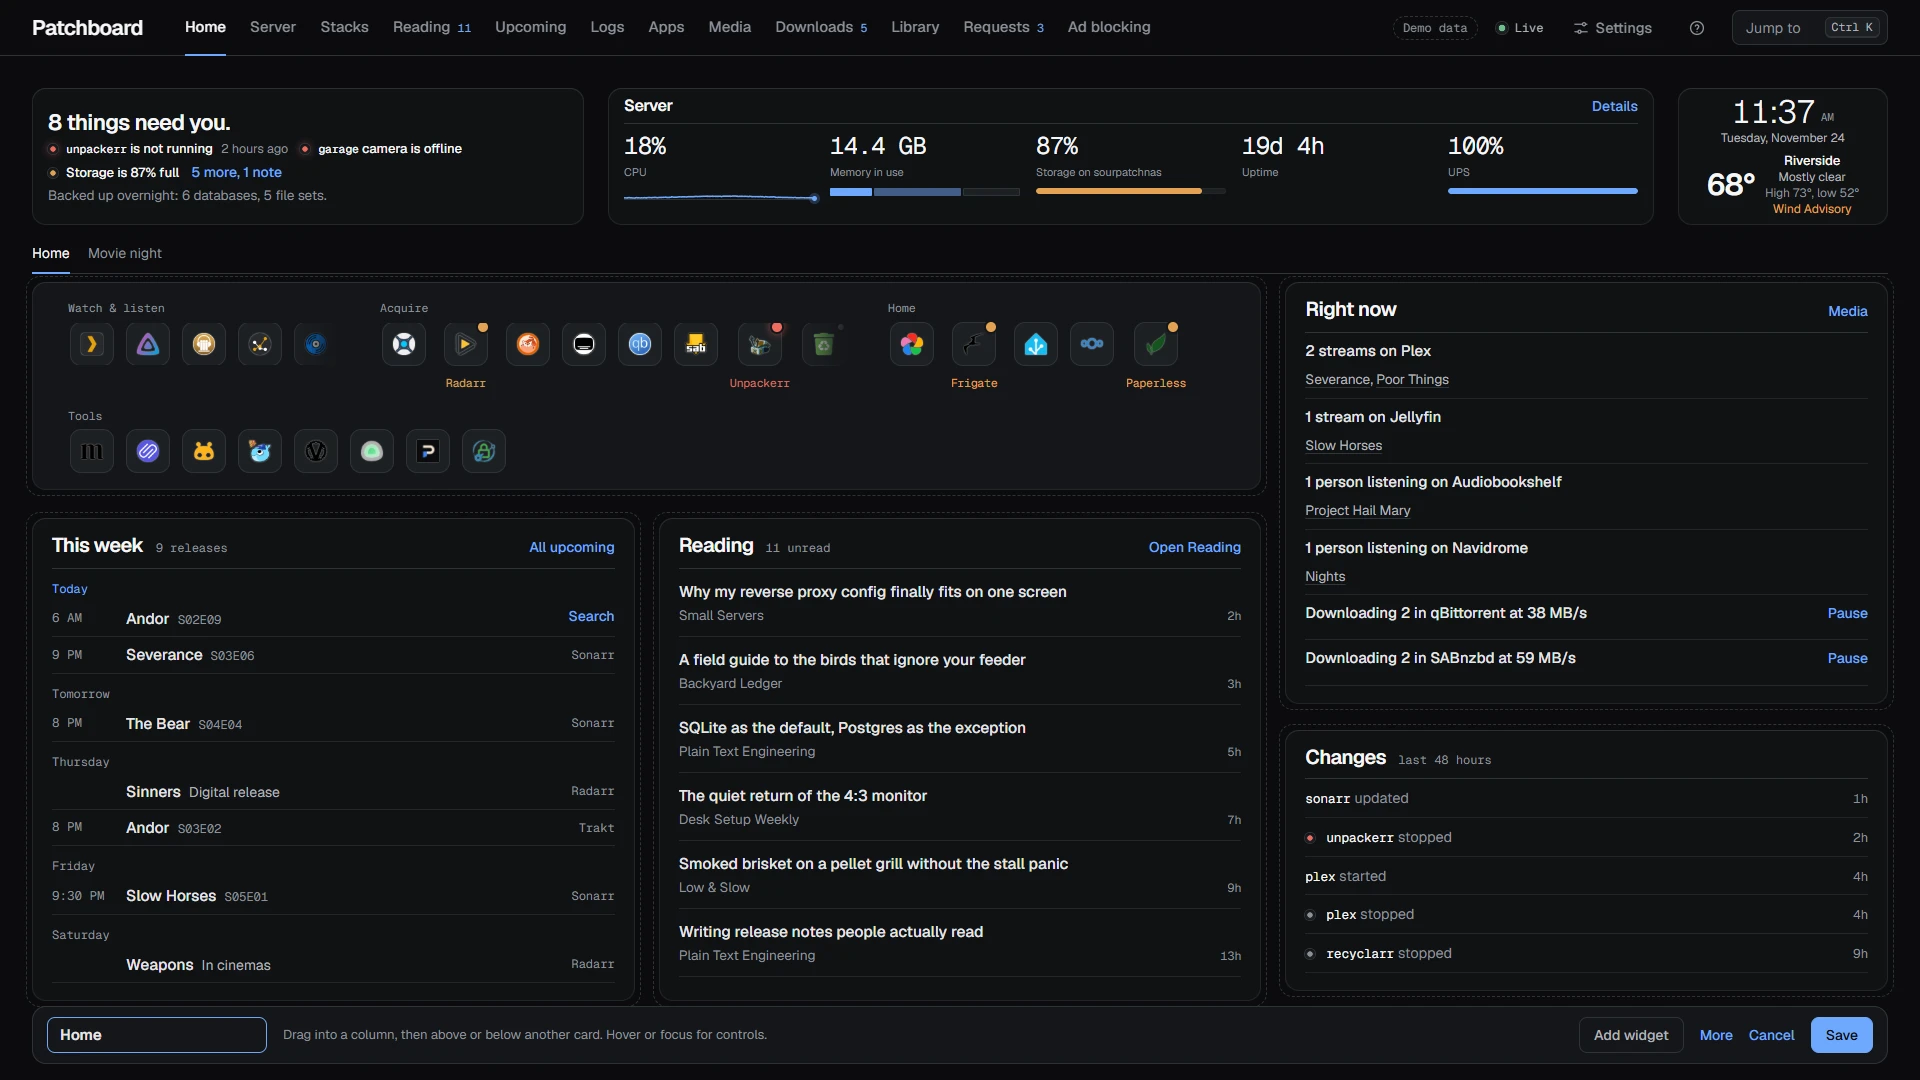 Patchboard
Home
Server
Stacks
Reading 11
Upcoming
Logs
Apps
Media
Downloads 5
Library
Requests 3
Ad blocking
Demo data
Live
Settings
Jump to Ctrl K
8 things need you.
unpackerr is not running 2 hours ago garage camera is offline
Storage is 87% full 5 more, 1 note
Backed up overnight: 6 databases, 5 file sets.
Server
Details
18%
CPU
14.4 GB
Memory in use
87%
Storage on sourpatchnas
19d 4h
Uptime
100%
UPS
11:37 AM
Tuesday, November 24
68°
Riverside
Mostly clear
High 73°, low 52°
Wind Advisory
Home
Movie night
Watch & listen
Acquire
qb
sab
Radarr
Unpackerr
Home
Frigate
Paperless
Tools
m
P
Right now
Media
2 streams on Plex
Severance, Poor Things
1 stream on Jellyfin
Slow Horses
1 person listening on Audiobookshelf
Project Hail Mary
1 person listening on Navidrome
Nights
Downloading 2 in qBittorrent at 38 MB/s Pause
Downloading 2 in SABnzbd at 59 MB/s Pause
This week 9 releases All upcoming
Today
6 AM Andor S02E09 Search
9 PM Severance S03E06 Sonarr
Tomorrow
8 PM The Bear S04E04 Sonarr
Thursday
Sinners Digital release Radarr
8 PM Andor S03E02 Trakt
Friday
9:30 PM Slow Horses S05E01 Sonarr
Saturday
Weapons In cinemas Radarr
Reading 11 unread Open Reading
Why my reverse proxy config finally fits on one screen
Small Servers 2h
A field guide to the birds that ignore your feeder
Backyard Ledger 3h
SQLite as the default, Postgres as the exception
Plain Text Engineering 5h
The quiet return of the 4:3 monitor
Desk Setup Weekly 7h
Smoked brisket on a pellet grill without the stall panic
Low & Slow 9h
Writing release notes people actually read
Plain Text Engineering 13h
Changes last 48 hours
sonarr updated 1h
unpackerr stopped 2h
plex started 4h
plex stopped 4h
recyclarr stopped 9h
Home
Drag into a column, then above or below another card. Hover or focus for controls.
Add widget
More
Cancel
Save